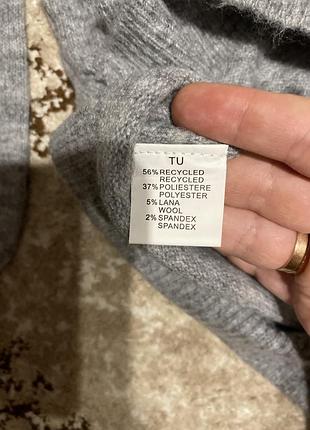 TU
56% RECYCLED
RECYCLED
37% POLIESTERE
POLYESTER
5% LANA
WOOL
2% SPANDEX
SPANDEX